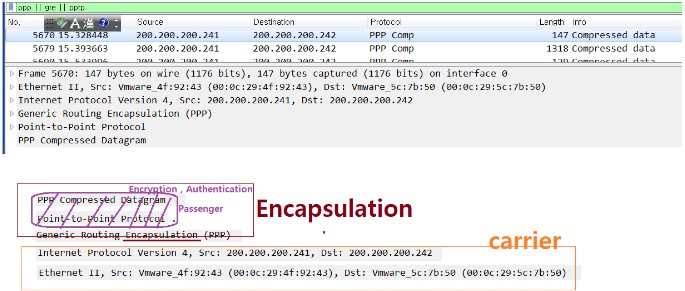 ppp || gre || pptp
A 漢
No. Source Destination Protocol Length Info
5670 15.328448 200.200.200.241 200.200.200.242 PPP Comp 147 Compressed data
5679 15.393663 200.200.200.241 200.200.200.242 PPP Comp 1318 Compressed data
Frame 5670: 147 bytes on wire (1176 bits), 147 bytes captured (1176 bits) on interface 0
Ethernet II, Src: Vmware_4f:92:43 (00:0c:29:4f:92:43), Dst: Vmware_5c:7b:50 (00:0c:29:5c:7b:50)
Internet Protocol Version 4, Src: 200.200.200.241, Dst: 200.200.200.242
Generic Routing Encapsulation (PPP)
Point-to-Point Protocol
PPP Compressed Datagram
Encryption , Authentication
PPP Compressed Datagram
Passenger
Point-to-Point Protocol
Encapsulation
Generic Routing Encapsulation (PPP)
carrier
Internet Protocol Version 4, Src: 200.200.200.241, Dst: 200.200.200.242
Ethernet II, Src: Vmware_4f:92:43 (00:0c:29:4f:92:43), Dst: Vmware_5c:7b:50 (00:0c:29:5c:7b:50)